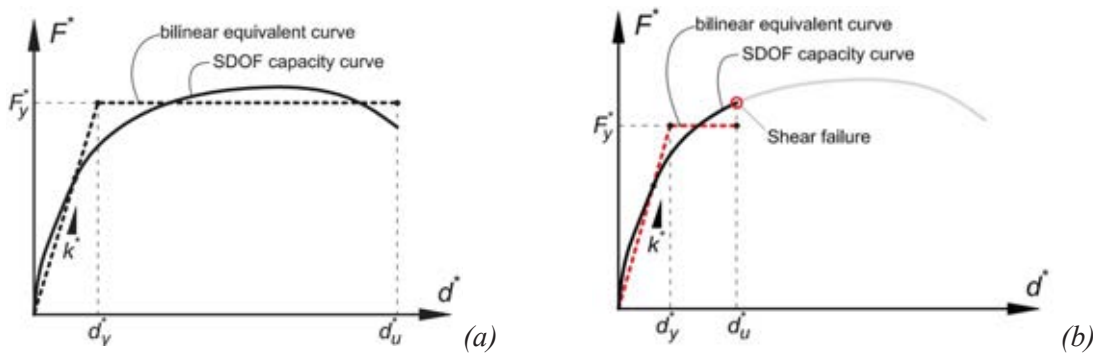 F*
bilinear equivalent curve
SDOF capacity curve
F*y
k*
d*
d*y
d*u
(a)
F*
bilinear equivalent curve
SDOF capacity curve
F*y
Shear failure
k*
d*
d*y
d*u
(b)